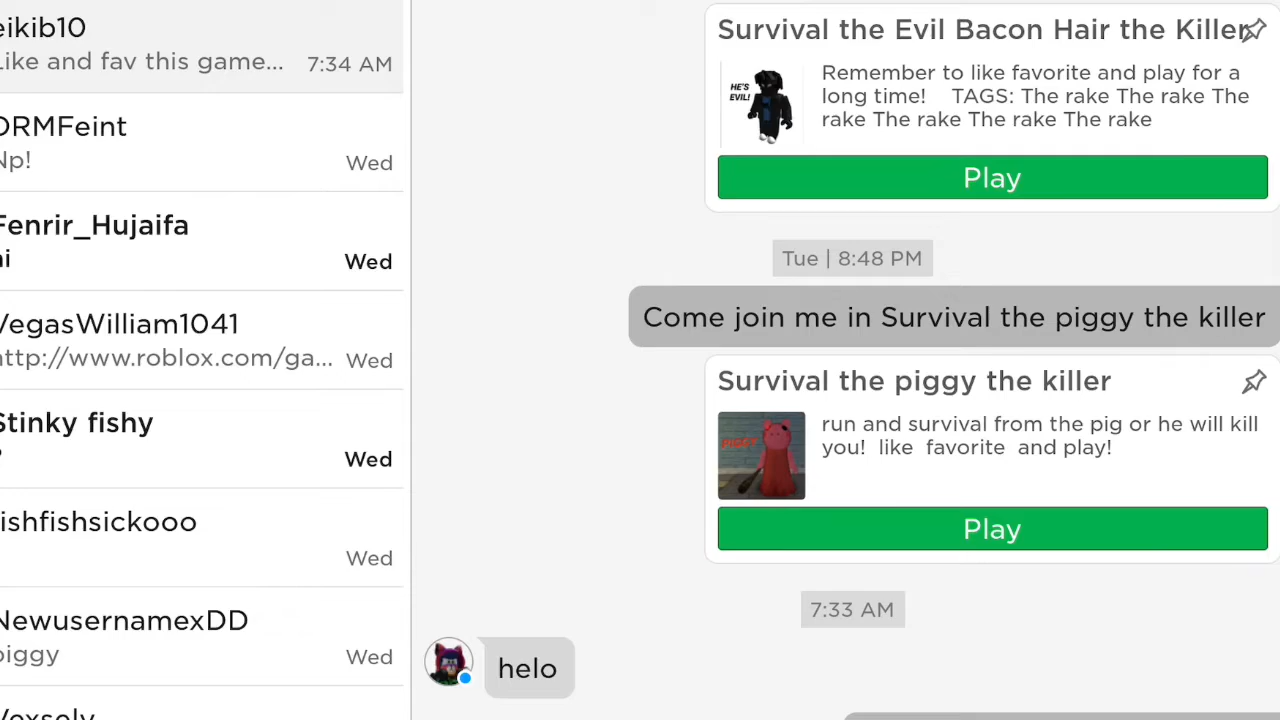 eikib10
Like and fav this game... 7:34 AM
DRMFeint
Np!
Wed
Fenrir_Hujaifa
hi
Wed
VegasWilliam1041
http://www.roblox.com/ga... Wed
Stinky fishy
Wed
fishfishsickooo
Wed
NewusernamexDD
piggy
Wed
Vexsely
Survival the Evil Bacon Hair the Killer
HE'S
EVIL!
Remember to like favorite and play for a
long time! TAGS: The rake The rake The
rake The rake The rake The rake
Play
Tue | 8:48 PM
Come join me in Survival the piggy the killer
Survival the piggy the killer
PIGGY
run and survival from the pig or he will kill
you! like favorite and play!
Play
7:33 AM
helo